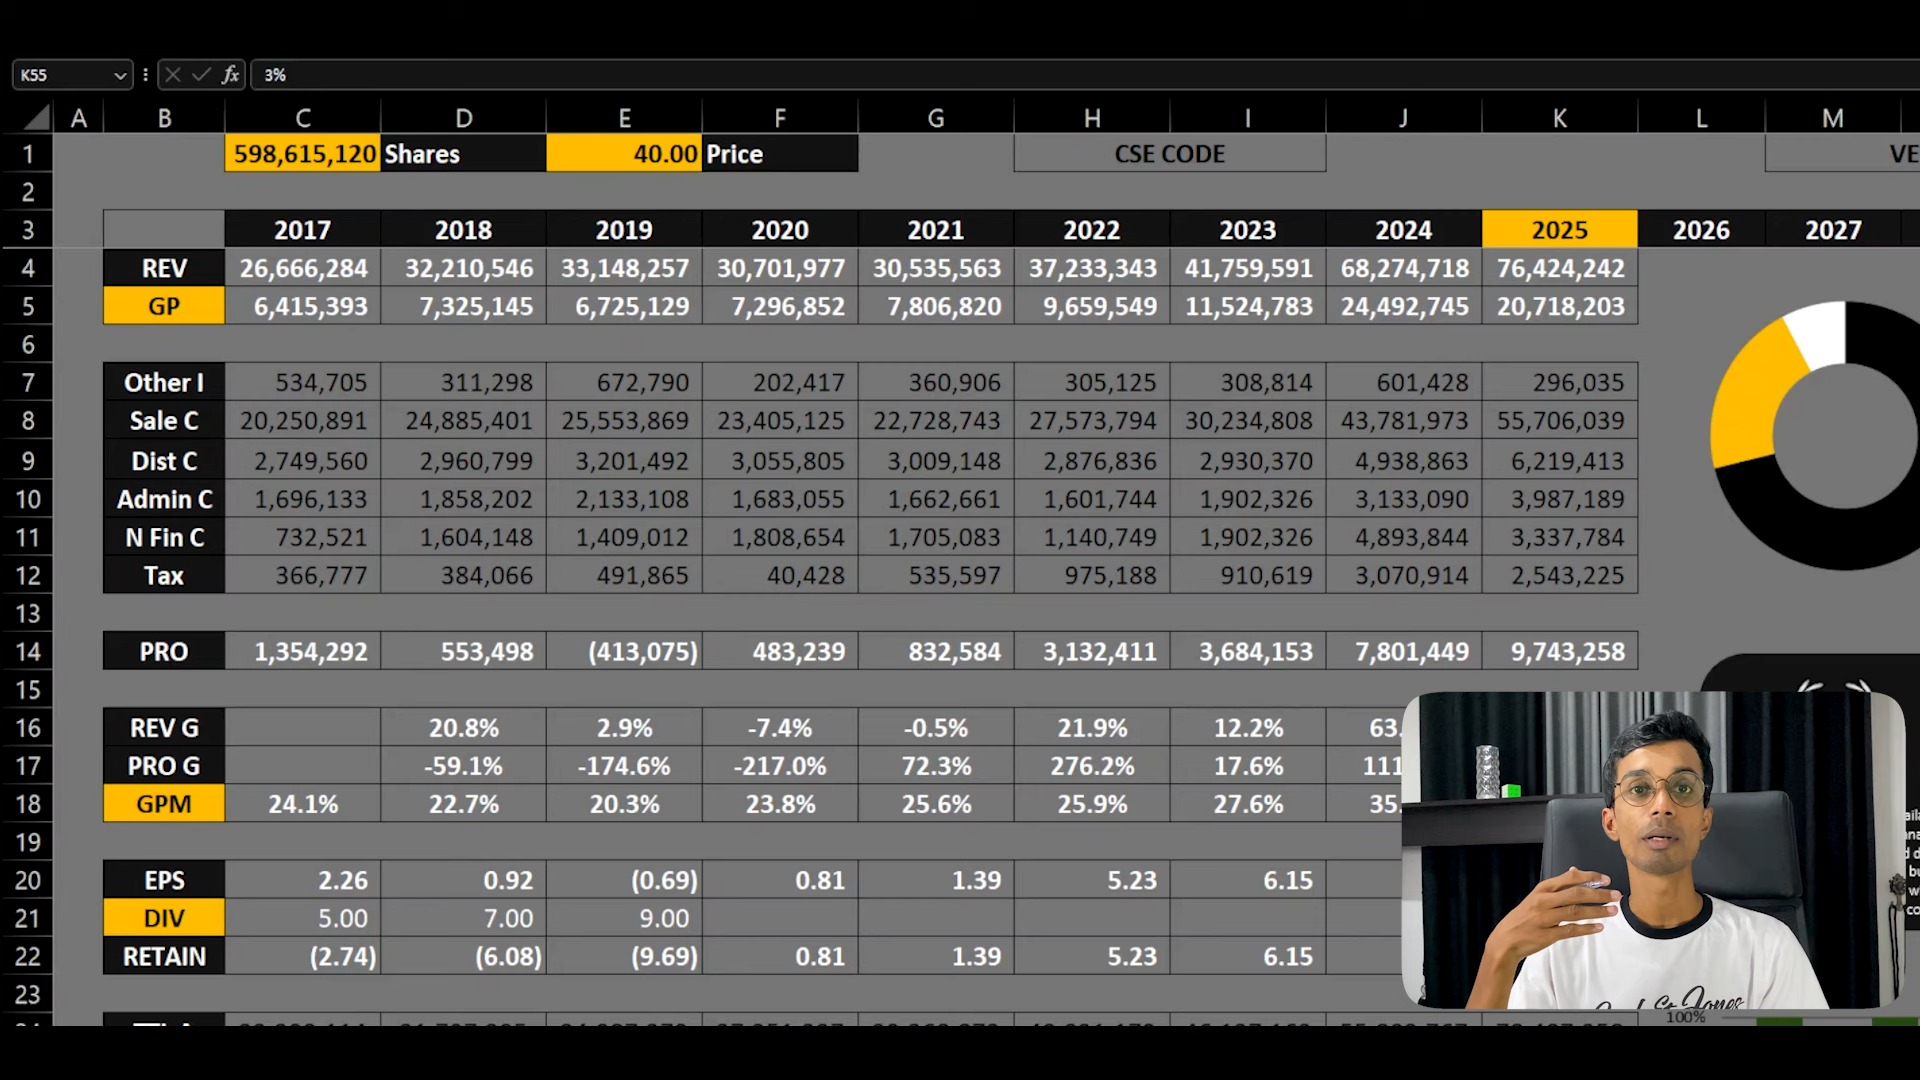 K55 fx 3%
A B C D E F G H I J K L M
1 598,615,120 Shares 40.00 Price CSE CODE VE
2
3 2017 2018 2019 2020 2021 2022 2023 2024 2025 2026 2027
4 REV 26,666,284 32,210,546 33,148,257 30,701,977 30,535,563 37,233,343 41,759,591 68,274,718 76,424,242
5 GP 6,415,393 7,325,145 6,725,129 7,296,852 7,806,820 9,659,549 11,524,783 24,492,745 20,718,203
6
7 Other I 534,705 311,298 672,790 202,417 360,906 305,125 308,814 601,428 296,035
8 Sale C 20,250,891 24,885,401 25,553,869 23,405,125 22,728,743 27,573,794 30,234,808 43,781,973 55,706,039
9 Dist C 2,749,560 2,960,799 3,201,492 3,055,805 3,009,148 2,876,836 2,930,370 4,938,863 6,219,413
10 Admin C 1,696,133 1,858,202 2,133,108 1,683,055 1,662,661 1,601,744 1,902,326 3,133,090 3,987,189
11 N Fin C 732,521 1,604,148 1,409,012 1,808,654 1,705,083 1,140,749 1,902,326 4,893,844 3,337,784
12 Tax 366,777 384,066 491,865 40,428 535,597 975,188 910,619 3,070,914 2,543,225
13
14 PRO 1,354,292 553,498 (413,075) 483,239 832,584 3,132,411 3,684,153 7,801,449 9,743,258
15
16 REV G 20.8% 2.9% -7.4% -0.5% 21.9% 12.2% 63.
17 PRO G -59.1% -174.6% -217.0% 72.3% 276.2% 17.6% 111
18 GPM 24.1% 22.7% 20.3% 23.8% 25.6% 25.9% 27.6% 35.
19
20 EPS 2.26 0.92 (0.69) 0.81 1.39 5.23 6.15
21 DIV 5.00 7.00 9.00
22 RETAIN (2.74) (6.08) (9.69) 0.81 1.39 5.23 6.15
23
100%